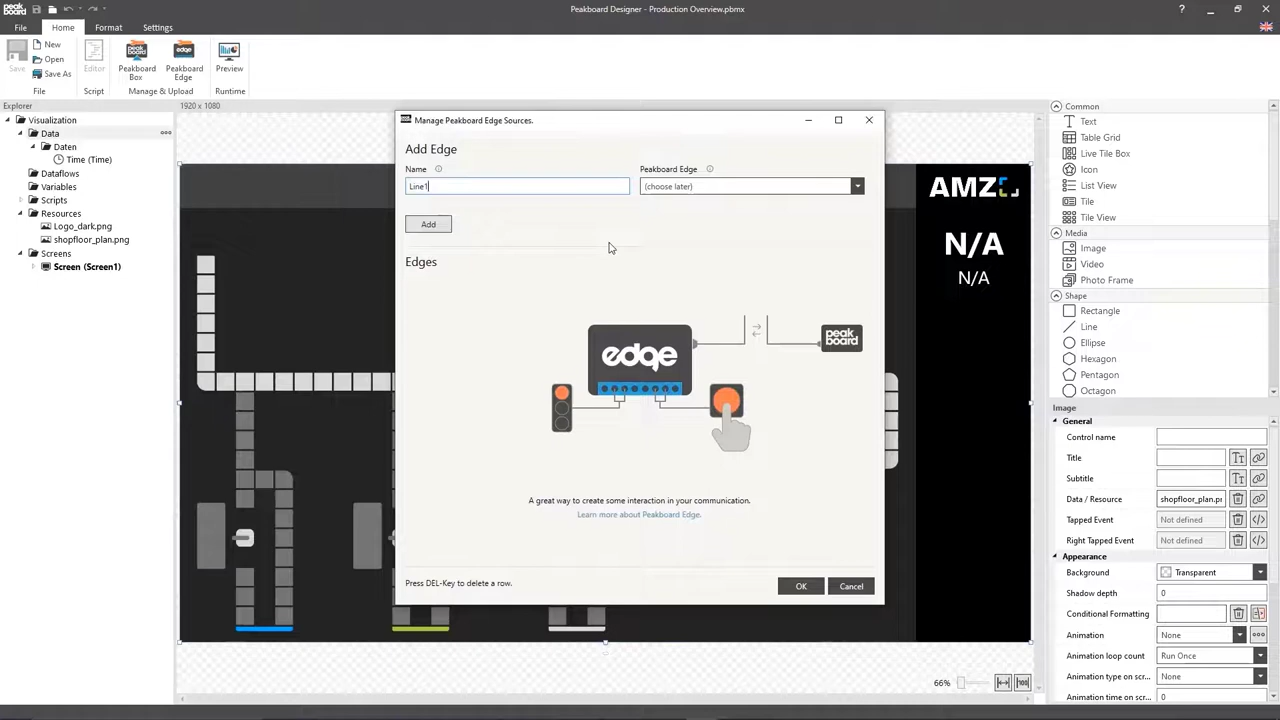 peak board
Peakboard Designer - Production Overview.pbmx
File
Home
Format
Settings
Save
New
Open
Save As
File
Editor
Script
Peakboard Box
Peakboard Edge
Manage & Upload
Preview
Runtime
Explorer
Visualization
Data
Daten
Time (Time)
Dataflows
Variables
Scripts
Resources
Logo_dark.png
shopfloor_plan.png
Screens
Screen (Screen1)
1920 x 1080
Manage Peakboard Edge Sources.
Add Edge
Name
Peakboard Edge
Line1
(choose later)
Add
Edges
edge
peak board
A great way to create some interaction in your communication.
Learn more about Peakboard Edge.
Press DEL-Key to delete a row.
OK
Cancel
AMZ
N/A
N/A
66%
Common
Text
Table Grid
Live Tile Box
Icon
List View
Tile
Tile View
Media
Image
Video
Photo Frame
Shape
Rectangle
Line
Ellipse
Hexagon
Pentagon
Octagon
Image
General
Control name
Title
Subtitle
Data / Resource
shopfloor_plan.pr
Tapped Event
Not defined
Right Tapped Event
Not defined
Appearance
Background
Transparent
Shadow depth
0
Conditional Formatting
Animation
None
Animation loop count
Run Once
Animation type on scr...
None
Animation time on scr...
0